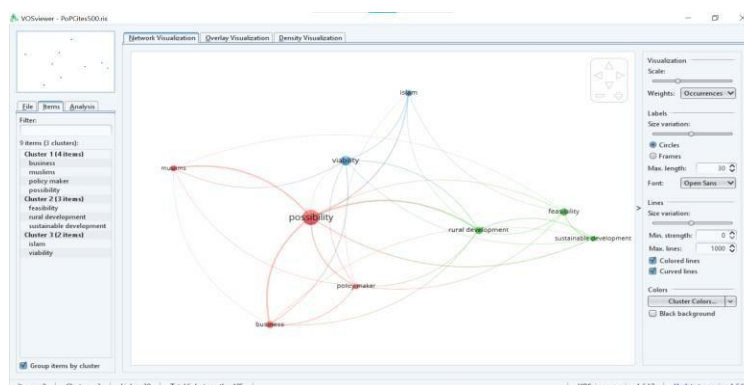 VOSviewer - PoPCites500.ris
Network Visualization Overlay Visualization Density Visualization
File Items Analysis
Filter:
9 items (3 clusters):
Cluster 1 (4 items)
business
muslims
policy maker
possibility
Cluster 2 (3 items)
feasibility
rural development
sustainable development
Cluster 3 (2 items)
islam
viability
Group items by cluster
islam
viability
muslims
possibility
feasibility
rural development
sustainable development
policy maker
business
Visualization
Scale:
Weights: Occurrences
Labels
Size variation:
Circles
Frames
Max. length: 30
Font: Open Sans
Lines
Size variation:
Min. strength: 0
Max. lines: 1000
Colored lines
Curved lines
Colors
Cluster Colors...
Black background